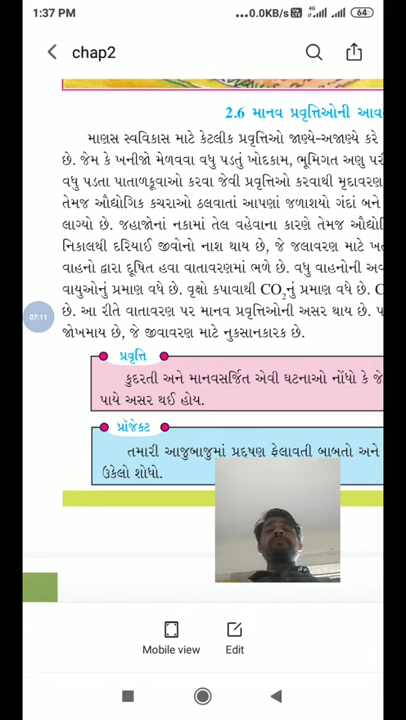 1:37 PM
...0.0KB/s 4G 64
chap2
2.6 માનવ પ્રવૃત્તિઓની આવ
માણસ સ્વવિકાસ માટે કેટલીક પ્રવૃત્તિઓ જાણ્યે-અજાણ્યે કરે
છે. જેમ કે ખનીજો મેળવવા વધુ પડતું ખોદકામ, ભૂમિગત અણુ પરી
વધુ પડતા પાતાળકૂવાઓ કરવા જેવી પ્રવૃત્તિઓ કરવાથી મૃદાવરણ
તેમજ ઔદ્યોગિક કચરાઓ ઠલવાતાં આપણાં જળાશયો ગંદાં બને
લાગ્યો છે. જહાજોનાં નકામાં તેલ વહેવાના કારણે તેમજ ઔદ્યોિ
નિકાલથી દરિયાઈ જીવોનો નાશ થાય છે, જે જલાવરણ માટે ખ
વાહનો દ્વારા દૂષિત હવા વાતાવરણમાં ભળે છે. વધુ વાહનોની અવ
વાયુઓનું પ્રમાણ વધે છે. વૃક્ષો કપાવાથી CO2નું પ્રમાણ વધે છે. C
છે. આ રીતે વાતાવરણ પર માનવ પ્રવૃત્તિઓની અસર થાય છે. પ
07:11
જોખમાય છે, જે જીવાવરણ માટે નુકસાનકારક છે.
પ્રવૃત્તિ
કુદરતી અને માનવસર્જિત એવી ઘટનાઓ નોંધો કે જે
પાયે અસર થઈ હોય.
પ્રૉજેક્ટ
તમારી આજુબાજુમાં પ્રદૂષણ ફેલાવતી બાબતો અને
ઉકેલો શોધો.
Mobile view
Edit